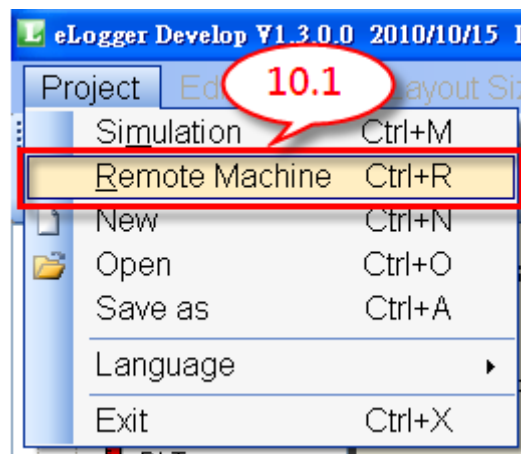 eLogger Develop V1.3.0.0 2010/10/15
Project
10.1
Simulation Ctrl+M
Remote Machine Ctrl+R
New Ctrl+N
Open Ctrl+O
Save as Ctrl+A
Language
Exit Ctrl+X